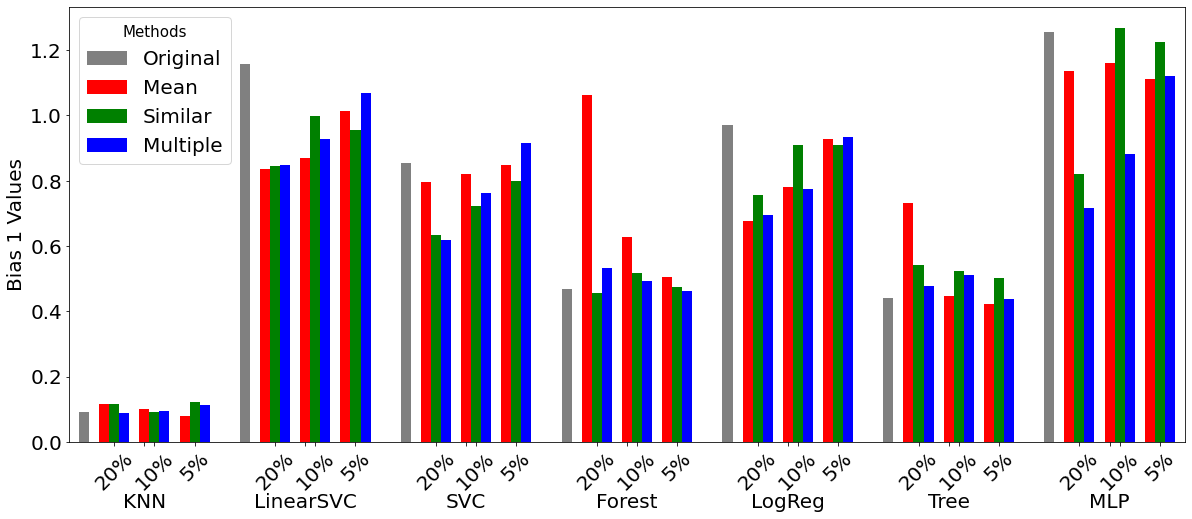 Methods
Original
Mean
Similar
Multiple
Bias 1 Values
1.2
1.0
0.8
0.6
0.4
0.2
0.0
20% 10% 5% 20% 10% 5% 20% 10% 5% 20% 10% 5% 20% 10% 5% 20% 10% 5% 20% 10% 5%
KNN LinearSVC SVC Forest LogReg Tree MLP